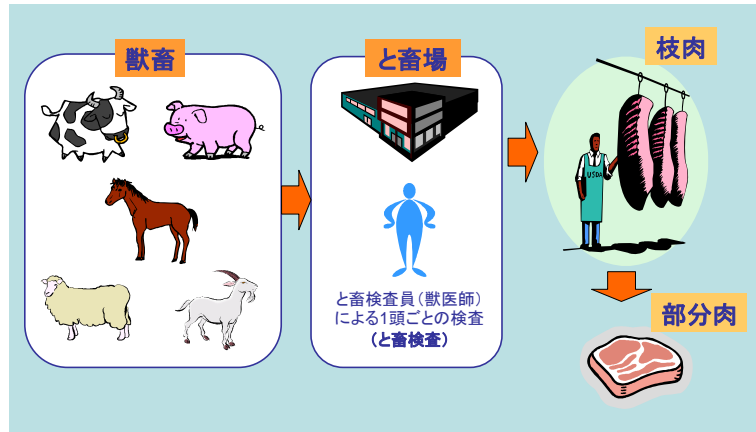 獣畜
と畜場
と畜検査員（獣医師）
による1頭ごとの検査
（と畜検査）
枝肉
USDA
部分肉